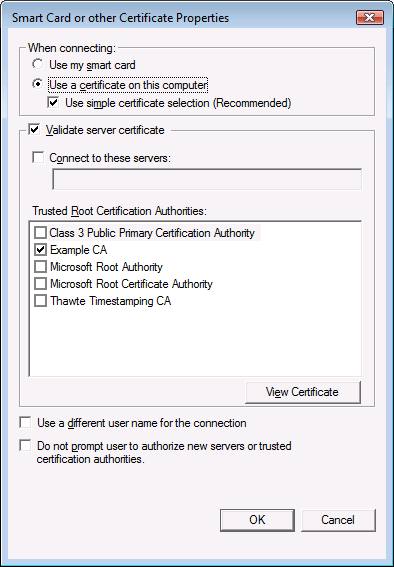 Smart Card or other Certificate Properties
When connecting:
Use my smart card
Use a certificate on this computer
Use simple certificate selection (Recommended)
Validate server certificate
Connect to these servers:
Trusted Root Certification Authorities:
Class 3 Public Primary Certification Authority
Example CA
Microsoft Root Authority
Microsoft Root Certificate Authority
Thawte Timestamping CA
View Certificate
Use a different user name for the connection
Do not prompt user to authorize new servers or trusted
certification authorities.
OK Cancel